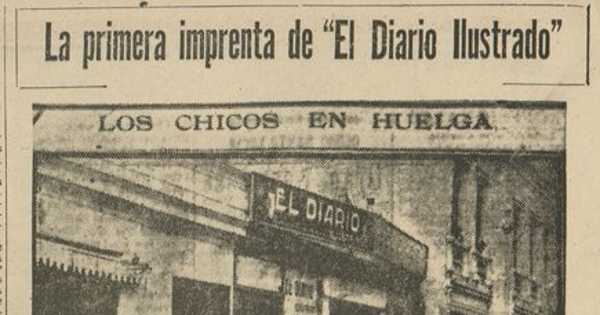 La primera imprenta de “El Diario Ilustrado”
LOS CHICOS EN HUELGA
EL DIARIO